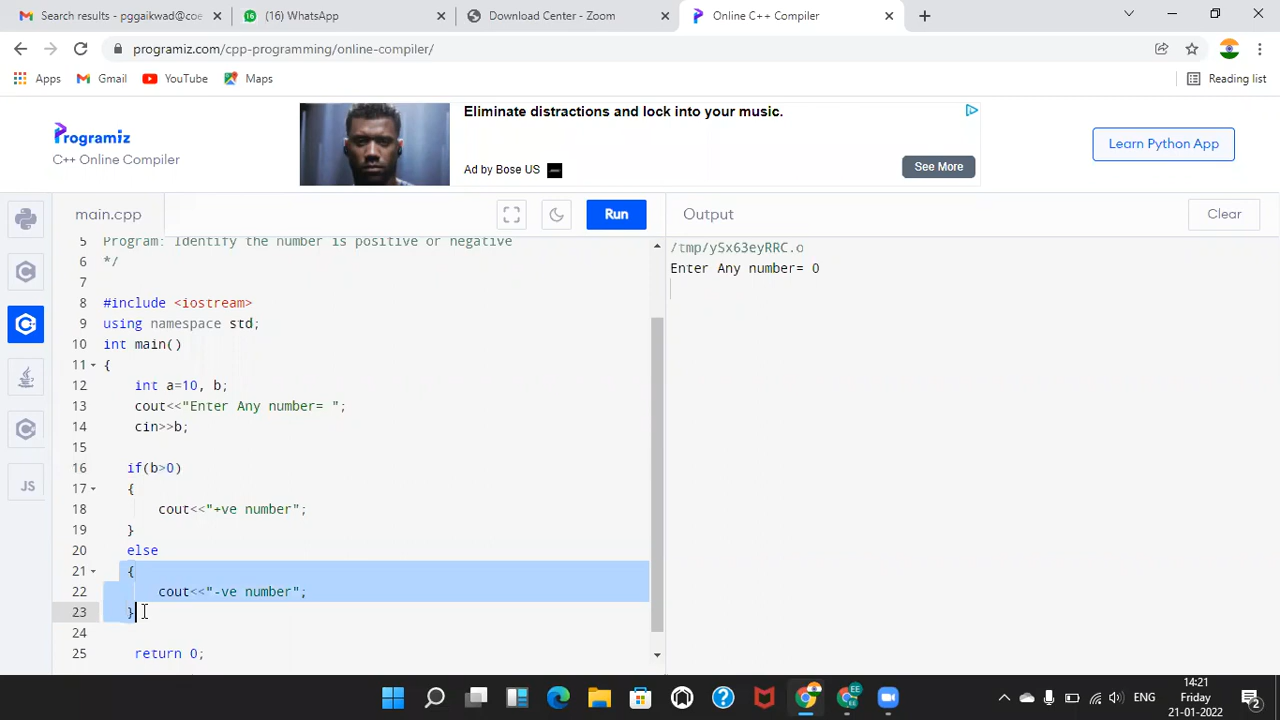 Search results - pggaikwad@coe
(16) WhatsApp
Download Center - Zoom
Online C++ Compiler
programiz.com/cpp-programming/online-compiler/
Apps
Gmail
YouTube
Maps
Reading list
Programiz
C++ Online Compiler
Eliminate distractions and lock into your music.
Ad by Bose US
See More
Learn Python App
main.cpp
Run
Output
Clear
5 Program: Identify the number is positive or negative
6 */
7
8 #include <iostream>
9 using namespace std;
10 int main()
11 {
12 int a=10, b;
13 cout<<"Enter Any number= ";
14 cin>>b;
15
16 if(b>0)
17 {
18 cout<<"+ve number";
19 }
20 else
21 {
22 cout<<"-ve number";
23 }
24
25 return 0;
/tmp/ySx63eyRRC.o
Enter Any number= 0
JS
ENG
14:21
Friday
21-01-2022
2